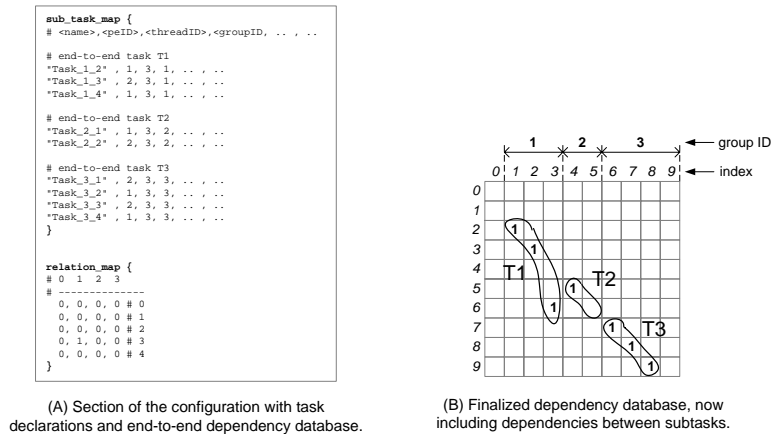 sub_task_map {
# <name>,<peID>,<threadID>,<groupID, .. , ..
# end-to-end task T1
"Task_1_2" , 1, 3, 1, .. , ..
"Task_1_3" , 2, 3, 1, .. , ..
"Task_1_4" , 1, 3, 1, .. , ..
# end-to-end task T2
"Task_2_1" , 1, 3, 2, .. , ..
"Task_2_2" , 2, 3, 2, .. , ..
# end-to-end task T3
"Task_3_1" , 2, 3, 3, .. , ..
"Task_3_2" , 1, 3, 3, .. , ..
"Task_3_3" , 2, 3, 3, .. , ..
"Task_3_4" , 1, 3, 3, .. , ..
}
relation_map {
# 0 1 2 3
# --------------
0, 0, 0, 0 # 0
0, 0, 0, 0 # 1
0, 0, 0, 0 # 2
0, 1, 0, 0 # 3
0, 0, 0, 0 # 4
}
(A) Section of the configuration with task
declarations and end-to-end dependency database.
1 2 3 group ID
0 1 2 3 4 5 6 7 8 9 index
0
1
2 1
3 1
4
T1 T2
5 1
6 1
7 1 T3
8 1
9 1
(B) Finalized dependency database, now
including dependencies between subtasks.